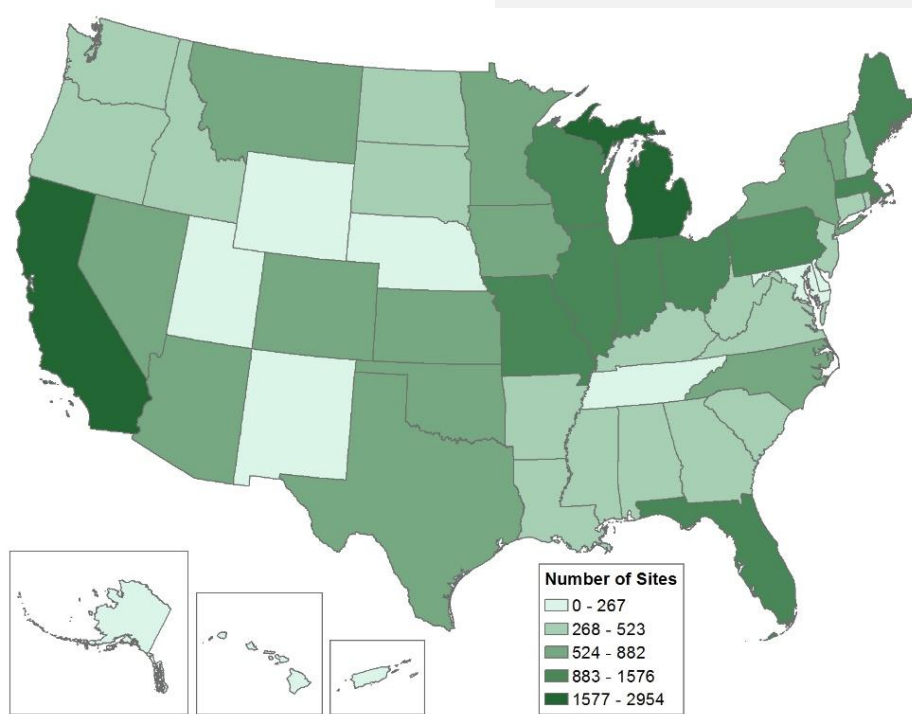 Number of Sites
0 - 267
268 - 523
524 - 882
883 - 1576
1577 - 2954